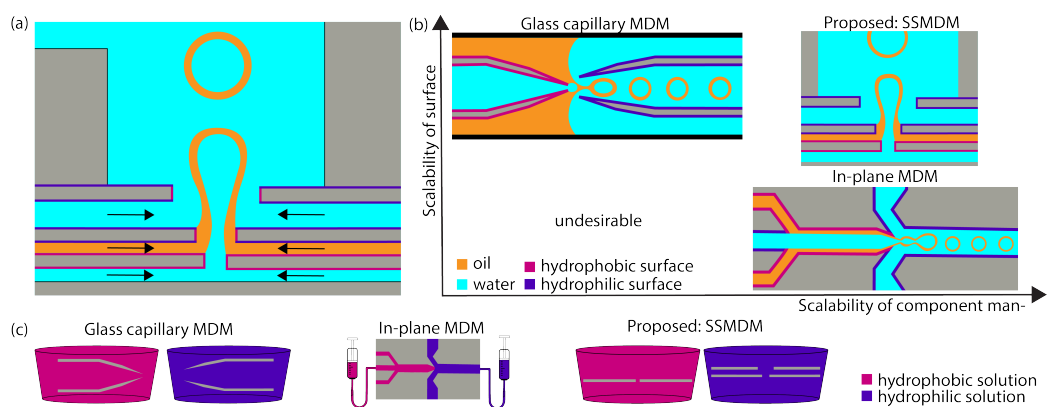 (a)
(b)
Glass capillary MDM
Proposed: SSMDM
Scalability of surface
In-plane MDM
undesirable
oil
hydrophobic surface
water
hydrophilic surface
Scalability of component man-
(c)
Glass capillary MDM
In-plane MDM
Proposed: SSMDM
hydrophobic solution
hydrophilic solution